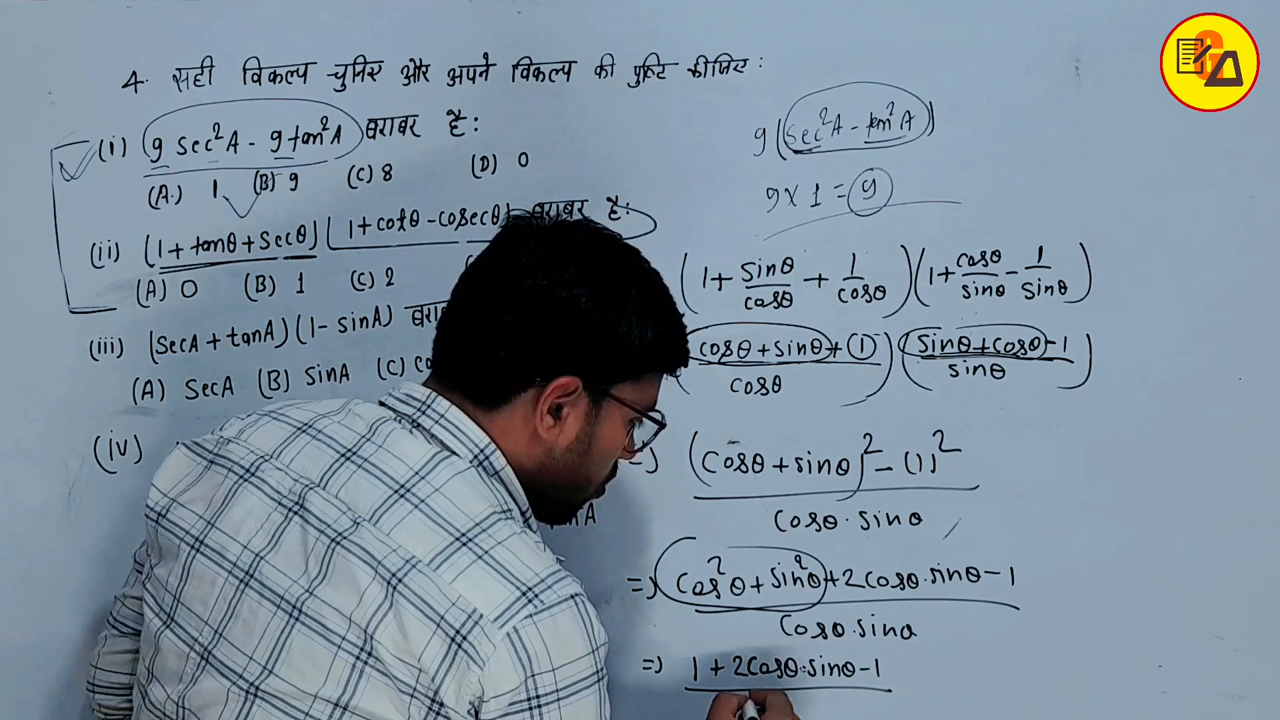 4. सही विकल्प चुनिए और अपने विकल्प की पुष्टि कीजिए :
(i) 9 sec²A - 9 tan²A बराबर है :
(A.) 1 (B) 9 (C) 8 (D) 0
(ii) (1 + tanθ + secθ) (1 + cotθ - cosecθ) बराबर है :
(A) 0 (B) 1 (C) 2
(iii) (secA + tanA) (1 - sinA)
(A) SecA (B) SinA (C)
(iv)
9 (sec²A - tan²A)
9 × 1 = 9
(1 + sinθ/cosθ + 1/cosθ) (1 + cosθ/sinθ - 1/sinθ)
(cosθ + sinθ + (1)/cosθ) (sinθ + cosθ - 1/sinθ)
(cosθ + sinθ)² - (1)²/cosθ · sinθ
=) cos²θ + sin²θ + 2cosθ · sinθ - 1/cosθ · sinθ
=) 1 + 2cosθ · sinθ - 1